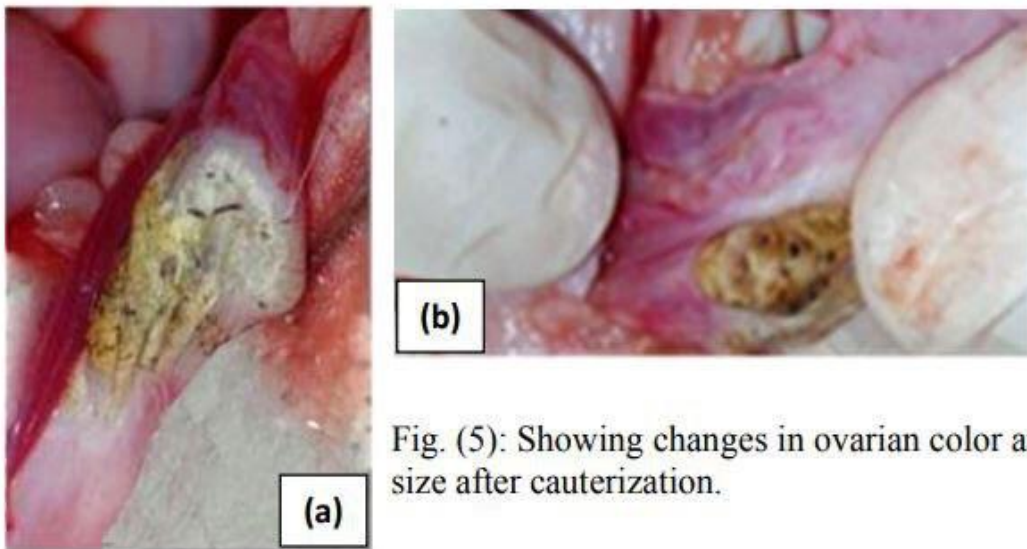 (a)
(b)
Fig. (5): Showing changes in ovarian color a
size after cauterization.